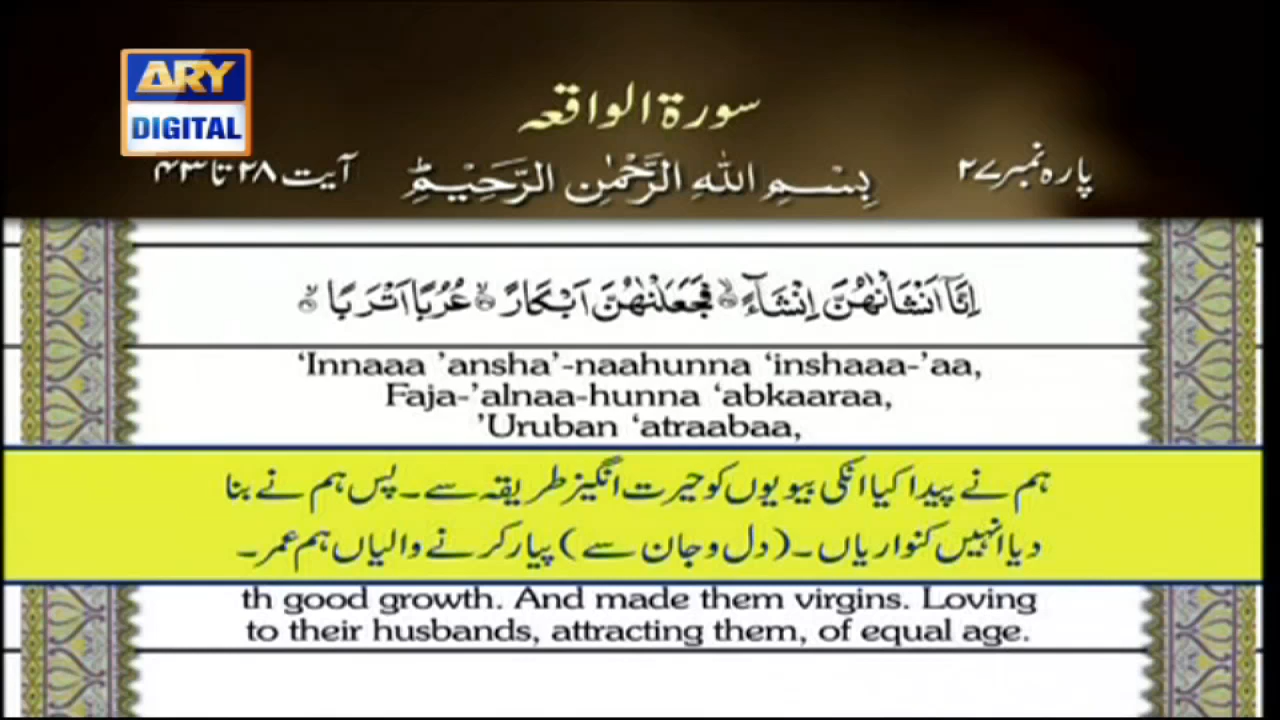 ARY
DIGITAL
سورۃ الواقعہ
پارہ نمبر ۲۷
بِسْمِ اللهِ الرَّحْمٰنِ الرَّحِيْمِ
آیت ۲۸ تا ۴۳
اِنَّآ اَنْشَاْنٰهُنَّ اِنْشَآءً ۙ فَجَعَلْنٰهُنَّ اَبْكَارًا ۙ عُرُبًا اَتْرَابًا ۙ
‘Innaaa ’ansha’-naahunna ‘inshaaa-’aa,
Faja-’alnaa-hunna ‘abkaaraa,
’Uruban ‘atraabaa,
ہم نے پیدا کیا انکی بیویوں کو حیرت انگیز طریقہ سے۔ پس ہم نے بنا
دیا انہیں کنواریاں۔ (دل و جان سے) پیار کرنے والیاں ہم عمر۔
th good growth. And made them virgins. Loving
to their husbands, attracting them, of equal age.